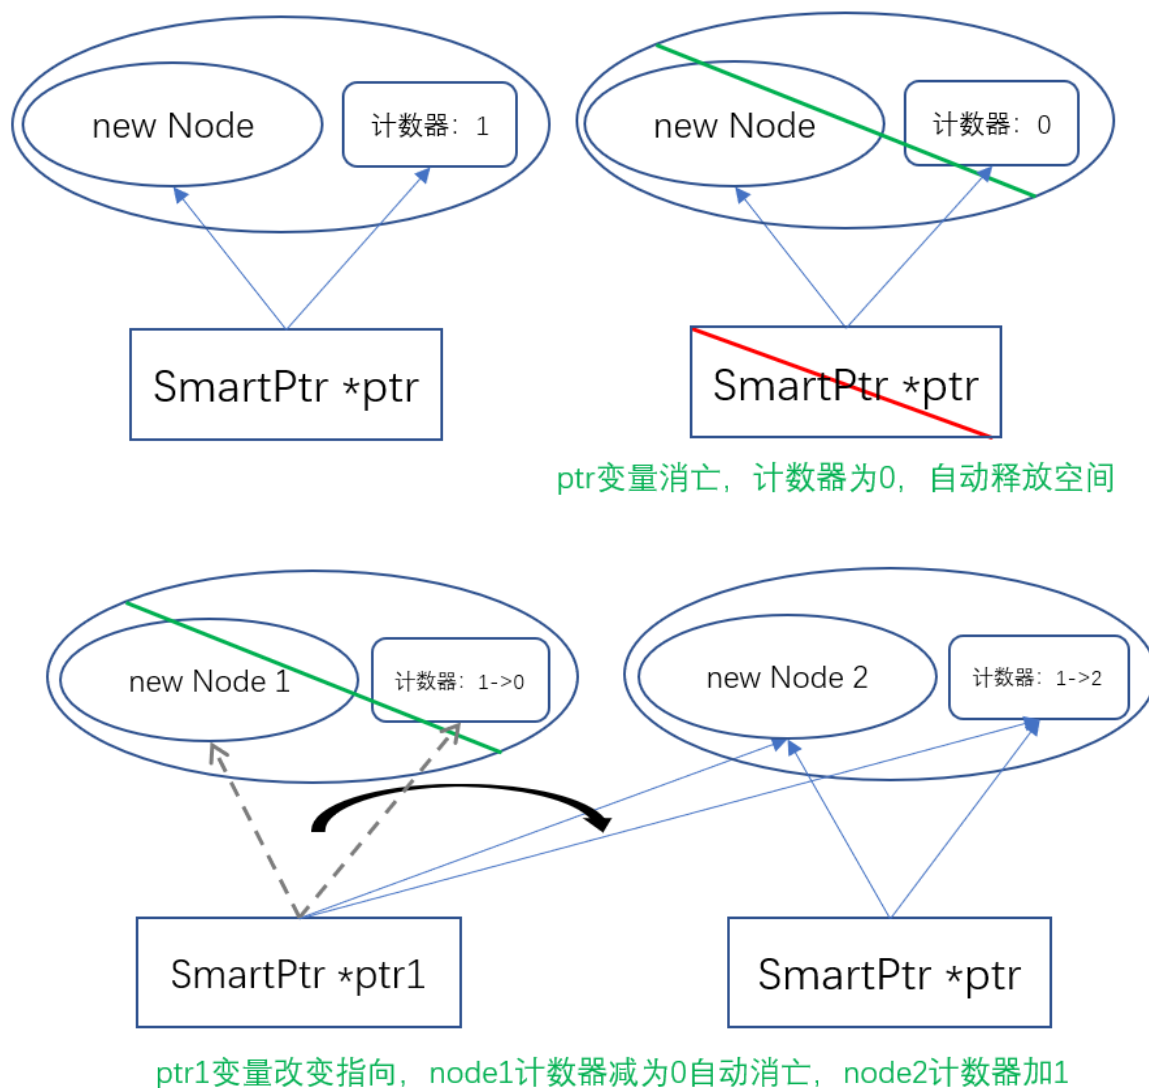 new Node
计数器：1
new Node
计数器：0
SmartPtr *ptr
SmartPtr *ptr
ptr变量消亡，计数器为0，自动释放空间
new Node 1
计数器：1->0
new Node 2
计数器：1->2
SmartPtr *ptr1
SmartPtr *ptr
ptr1变量改变指向，node1计数器减为0自动消亡，node2计数器加1